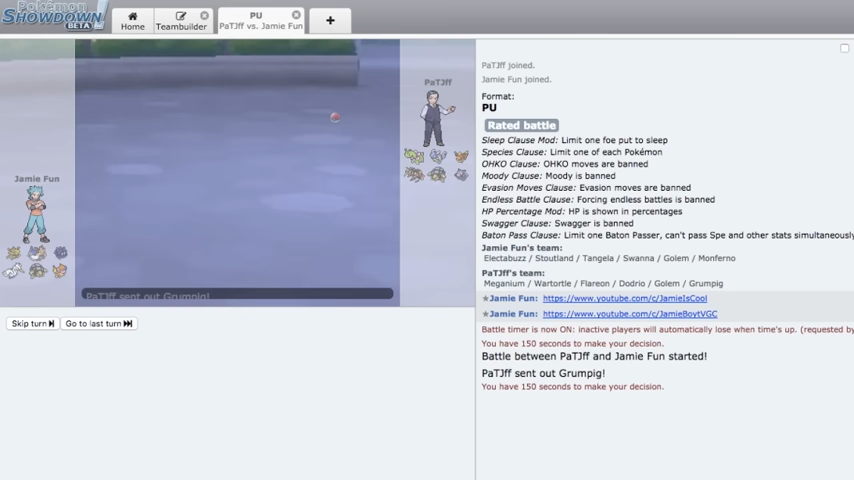 Pokémon
SHOWDOWN
BETA
Home
Teambuilder
PU
PaTJff vs. Jamie Fun
PaTJff
Jamie Fun
PaTJff sent out Grumpig!
Skip turn
Go to last turn
PaTJff joined.
Jamie Fun joined.
Format:
PU
Rated battle
Sleep Clause Mod: Limit one foe put to sleep
Species Clause: Limit one of each Pokémon
OHKO Clause: OHKO moves are banned
Moody Clause: Moody is banned
Evasion Moves Clause: Evasion moves are banned
Endless Battle Clause: Forcing endless battles is banned
HP Percentage Mod: HP is shown in percentages
Swagger Clause: Swagger is banned
Baton Pass Clause: Limit one Baton Passer, can't pass Spe and other stats simultaneously
Jamie Fun's team:
Electabuzz / Stoutland / Tangela / Swanna / Golem / Monferno
PaTJff's team:
Meganium / Wartortle / Flareon / Dodrio / Golem / Grumpig
★Jamie Fun: https://www.youtube.com/c/JamieIsCool
★Jamie Fun: https://www.youtube.com/c/JamieBoytVGC
Battle timer is now ON: inactive players will automatically lose when time's up. (requested by
You have 150 seconds to make your decision.
Battle between PaTJff and Jamie Fun started!
PaTJff sent out Grumpig!
You have 150 seconds to make your decision.